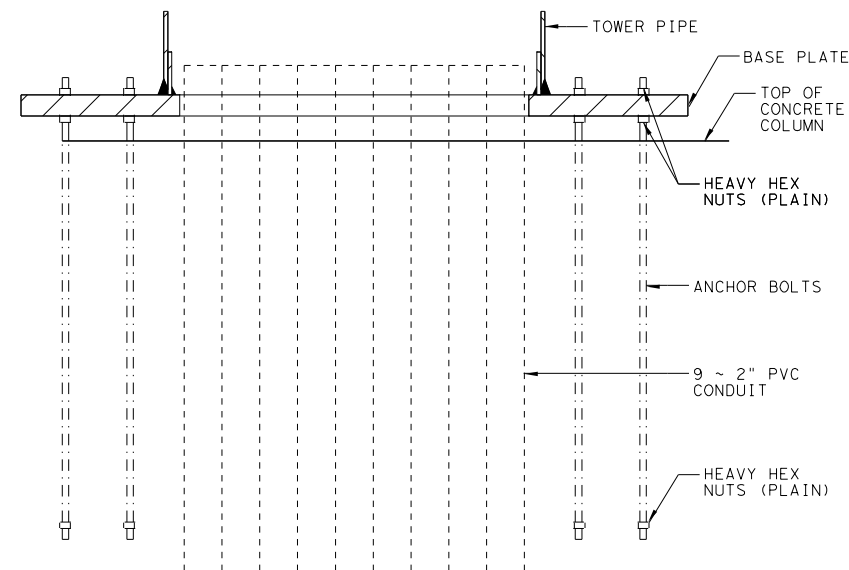 TOWER PIPE
BASE PLATE
TOP OF
CONCRETE
COLUMN
HEAVY HEX
NUTS (PLAIN)
ANCHOR BOLTS
9 ~ 2" PVC
CONDUIT
HEAVY HEX
NUTS (PLAIN)